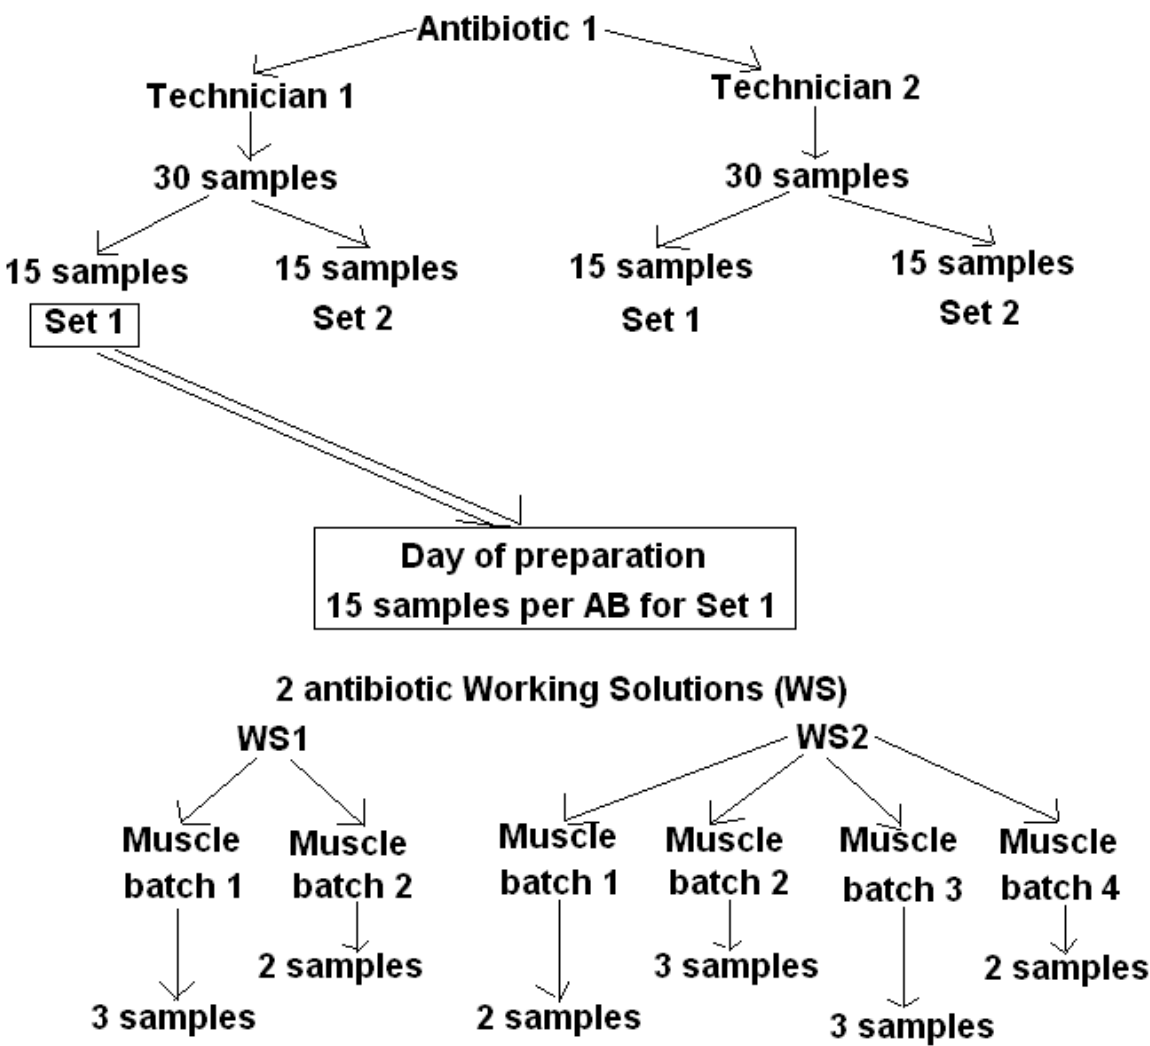 Antibiotic 1
Technician 1
Technician 2
30 samples
30 samples
15 samples
15 samples
15 samples
15 samples
Set 1
Set 2
Set 1
Set 2
Day of preparation
15 samples per AB for Set 1
2 antibiotic Working Solutions (WS)
WS1
WS2
Muscle
batch 1
Muscle
batch 2
Muscle
batch 1
Muscle
batch 2
Muscle
batch 3
Muscle
batch 4
3 samples
2 samples
2 samples
3 samples
3 samples
2 samples